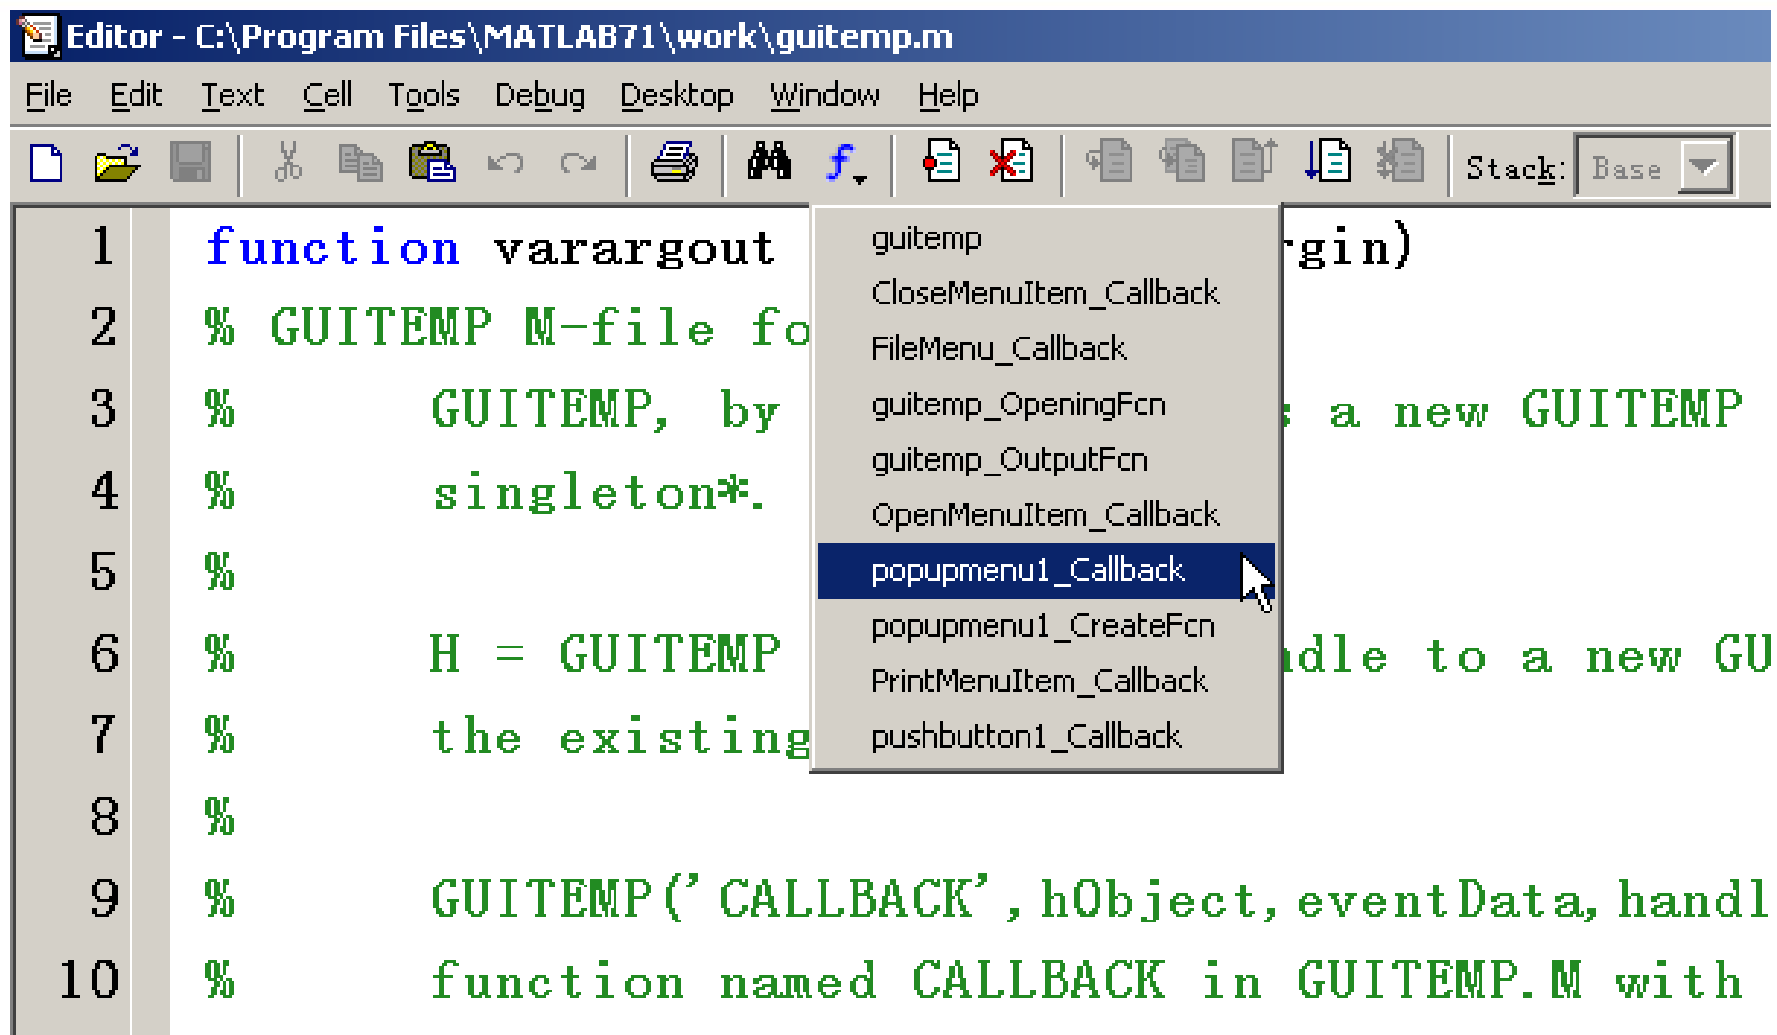 Editor - C:\Program Files\MATLAB71\work\guitemp.m
File Edit Text Cell Tools Debug Desktop Window Help
Stack: Base
1 function varargout rgin)
2 % GUITEMP M-file fo
3 % GUITEMP, by a new GUITEMP
4 % singleton*.
5 %
6 % H = GUITEMP ndle to a new GU
7 % the existing
8 %
9 % GUITEMP('CALLBACK',hObject,eventData,handl
10 % function named CALLBACK in GUITEMP.M with
guitemp
CloseMenuItem_Callback
FileMenu_Callback
guitemp_OpeningFcn
guitemp_OutputFcn
OpenMenuItem_Callback
popupmenu1_Callback
popupmenu1_CreateFcn
PrintMenuItem_Callback
pushbutton1_Callback